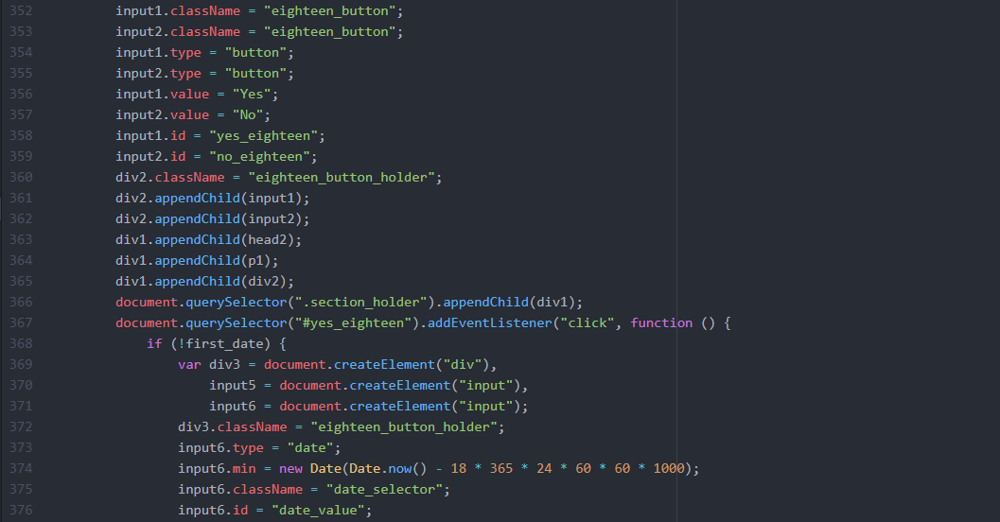 352 input1.className = "eighteen_button";
353 input2.className = "eighteen_button";
354 input1.type = "button";
355 input2.type = "button";
356 input1.value = "Yes";
357 input2.value = "No";
358 input1.id = "yes_eighteen";
359 input2.id = "no_eighteen";
360 div2.className = "eighteen_button_holder";
361 div2.appendChild(input1);
362 div2.appendChild(input2);
363 div1.appendChild(head2);
364 div1.appendChild(p1);
365 div1.appendChild(div2);
366 document.querySelector(".section_holder").appendChild(div1);
367 document.querySelector("#yes_eighteen").addEventListener("click", function () {
368 if (!first_date) {
369 var div3 = document.createElement("div"),
370 input5 = document.createElement("input"),
371 input6 = document.createElement("input");
372 div3.className = "eighteen_button_holder";
373 input6.type = "date";
374 input6.min = new Date(Date.now() - 18 * 365 * 24 * 60 * 60 * 1000);
375 input6.className = "date_selector";
376 input6.id = "date_value";